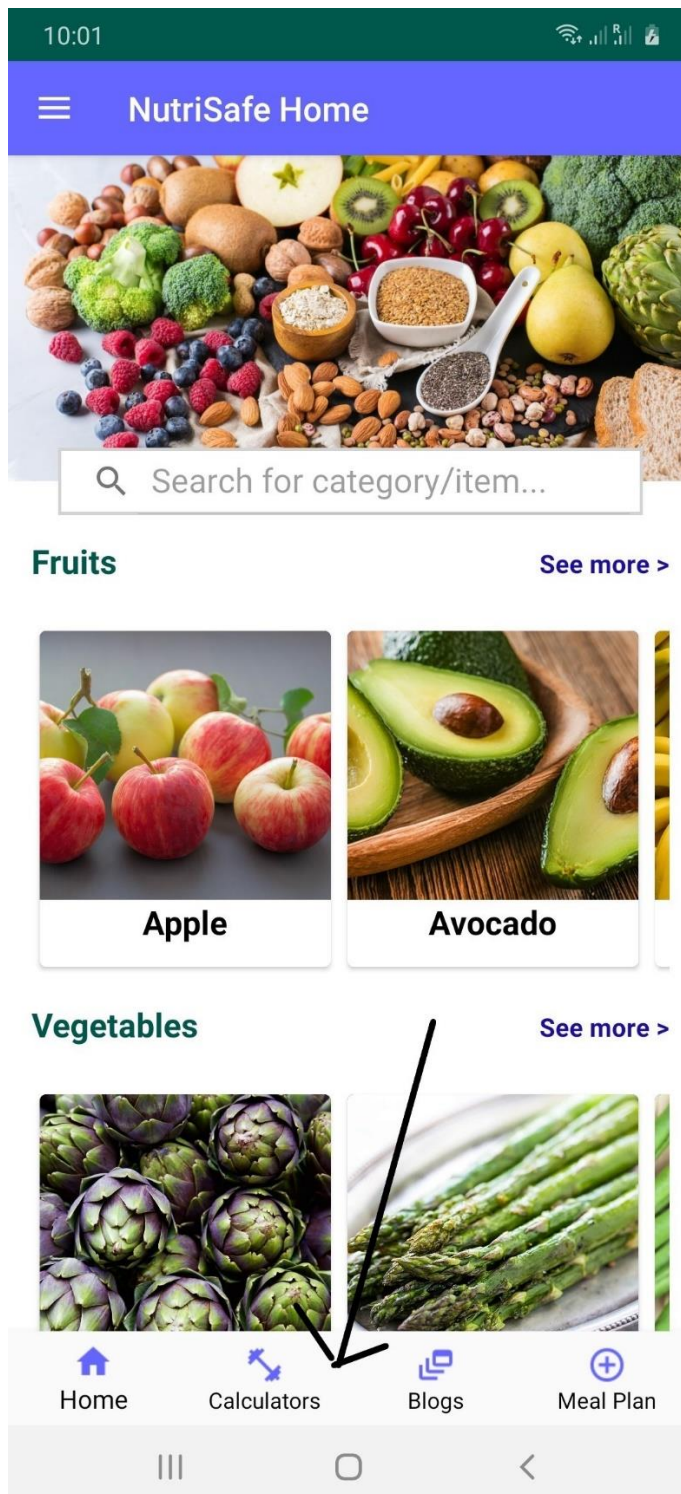 10:01
NutriSafe Home
Search for category/item...
Fruits
See more >
Apple
Avocado
Vegetables
See more >
Home
Calculators
Blogs
Meal Plan